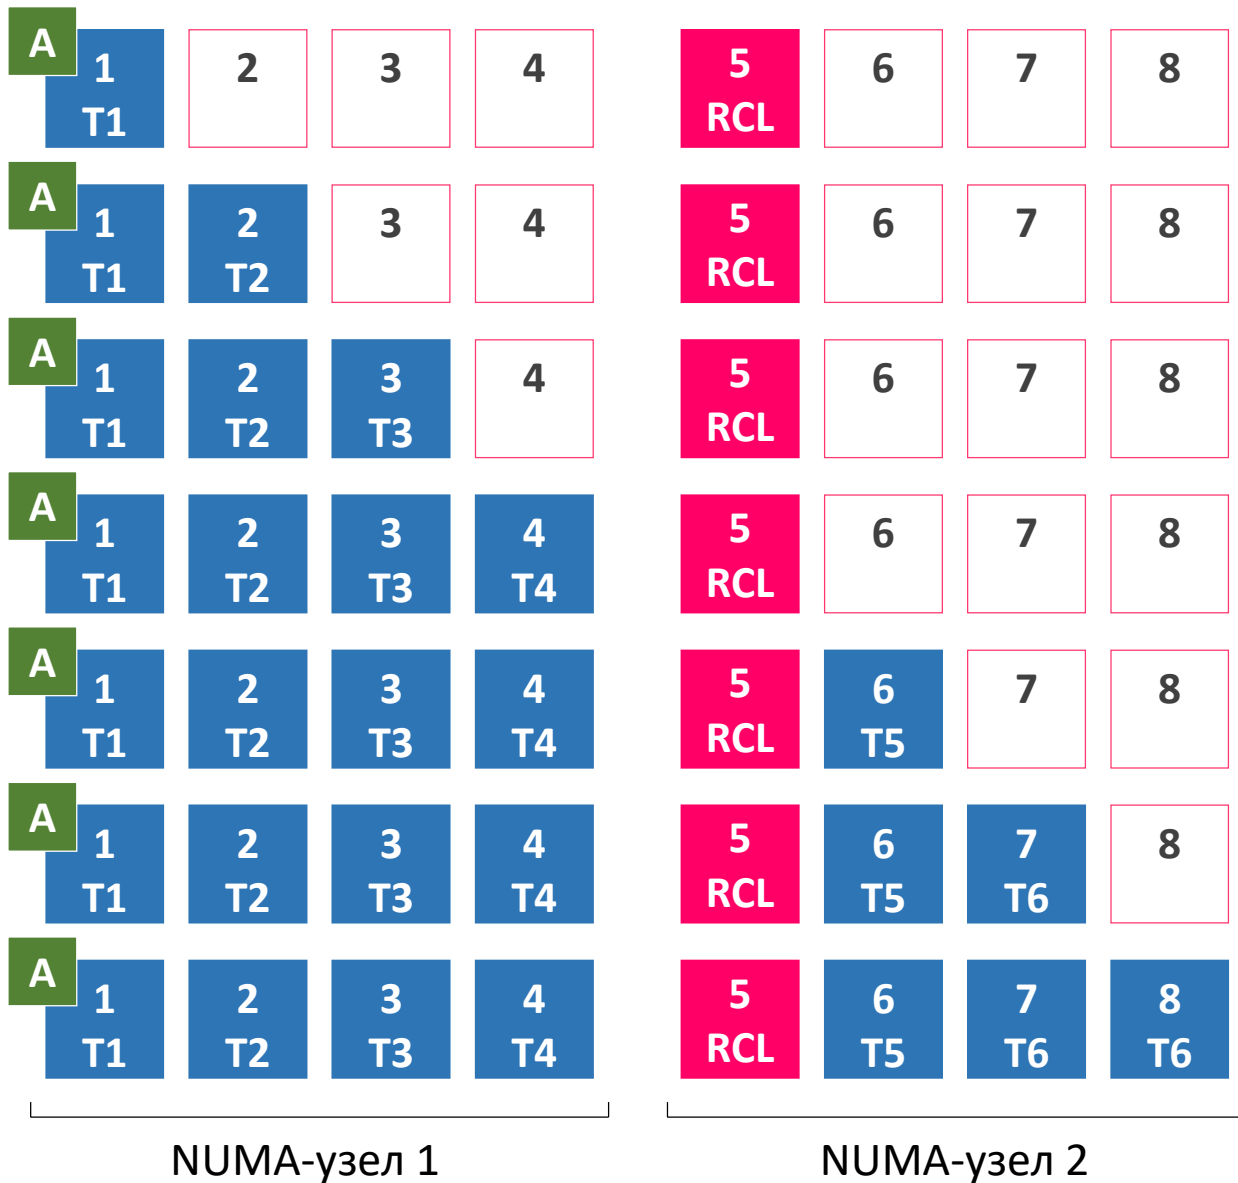 A
1 2 3 4 5 6 7 8
T1 RCL
A
1 2 3 4 5 6 7 8
T1 T2 RCL
A
1 2 3 4 5 6 7 8
T1 T2 T3 RCL
A
1 2 3 4 5 6 7 8
T1 T2 T3 T4 RCL
A
1 2 3 4 5 6 7 8
T1 T2 T3 T4 RCL T5
A
1 2 3 4 5 6 7 8
T1 T2 T3 T4 RCL T5 T6
A
1 2 3 4 5 6 7 8
T1 T2 T3 T4 RCL T5 T6 T6
NUMA-узел 1 NUMA-узел 2